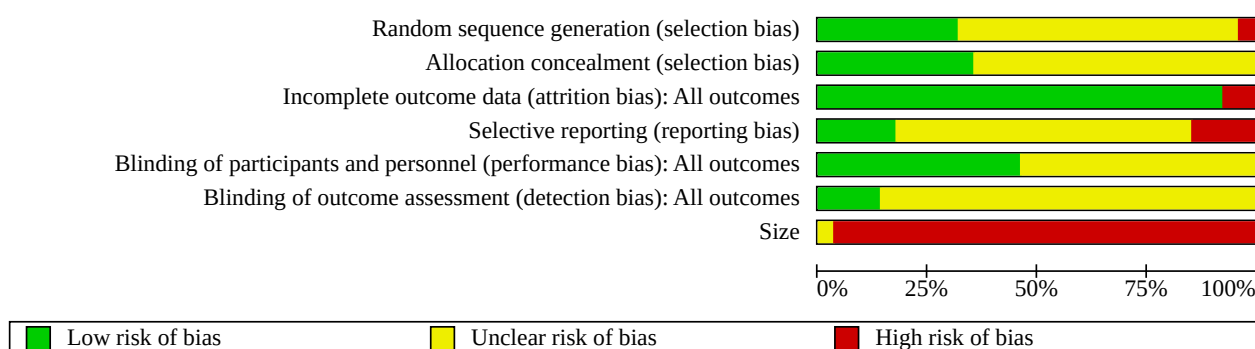 Random sequence generation (selection bias)
Allocation concealment (selection bias)
Incomplete outcome data (attrition bias): All outcomes
Selective reporting (reporting bias)
Blinding of participants and personnel (performance bias): All outcomes
Blinding of outcome assessment (detection bias): All outcomes
Size
0% 25% 50% 75% 100%
Low risk of bias Unclear risk of bias High risk of bias